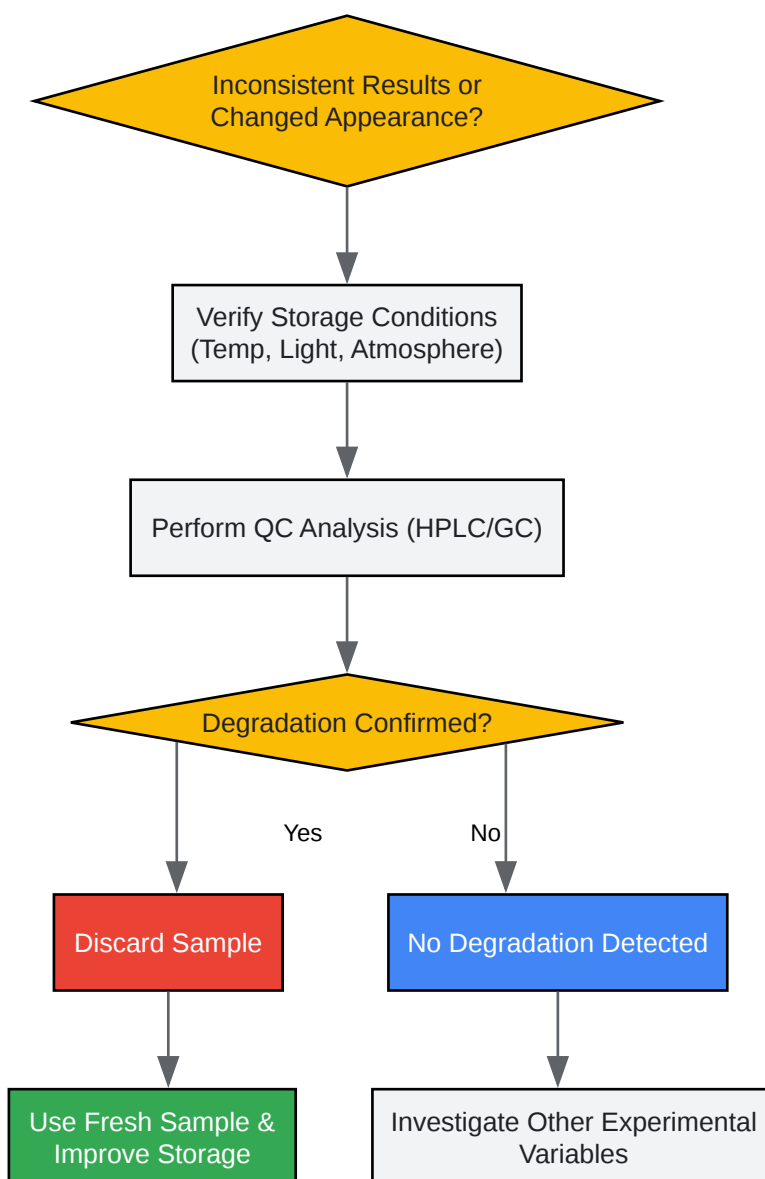 Inconsistent Results or
Changed Appearance?
Verify Storage Conditions
(Temp, Light, Atmosphere)
Perform QC Analysis (HPLC/GC)
Degradation Confirmed?
Yes
No
Discard Sample
No Degradation Detected
Use Fresh Sample &
Improve Storage
Investigate Other Experimental
Variables